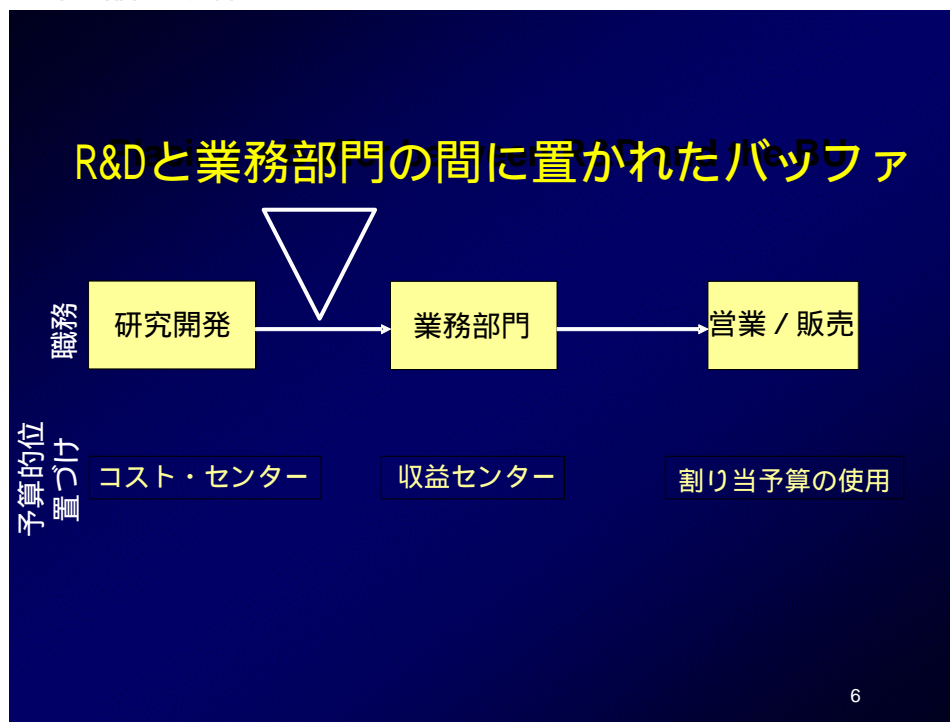 R&Dと業務部門の間に置かれたバッファ
職務
研究開発
業務部門
営業／販売
予算的位
置づけ
コスト・センター
収益センター
割り当予算の使用
6